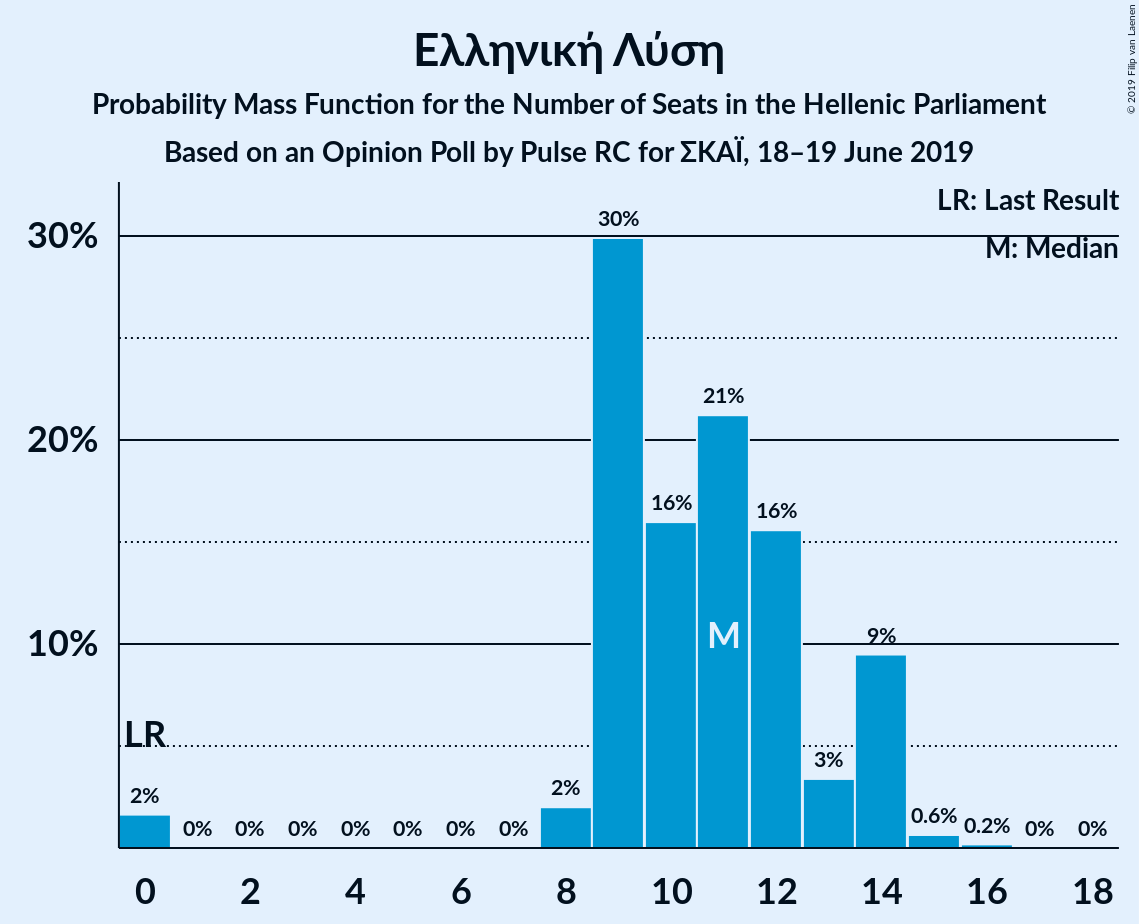 Ελληνική Λύση
Probability Mass Function for the Number of Seats in the Hellenic Parliament
Based on an Opinion Poll by Pulse RC for ΣΚΑΪ, 18–19 June 2019
© 2019 Filip van Laenen
LR: Last Result
M: Median
30%
20%
10%
LR
M
2%
0%
0%
0%
0%
0%
0%
0%
2%
30%
16%
21%
16%
3%
9%
0.6%
0.2%
0%
0%
0 2 4 6 8 10 12 14 16 18